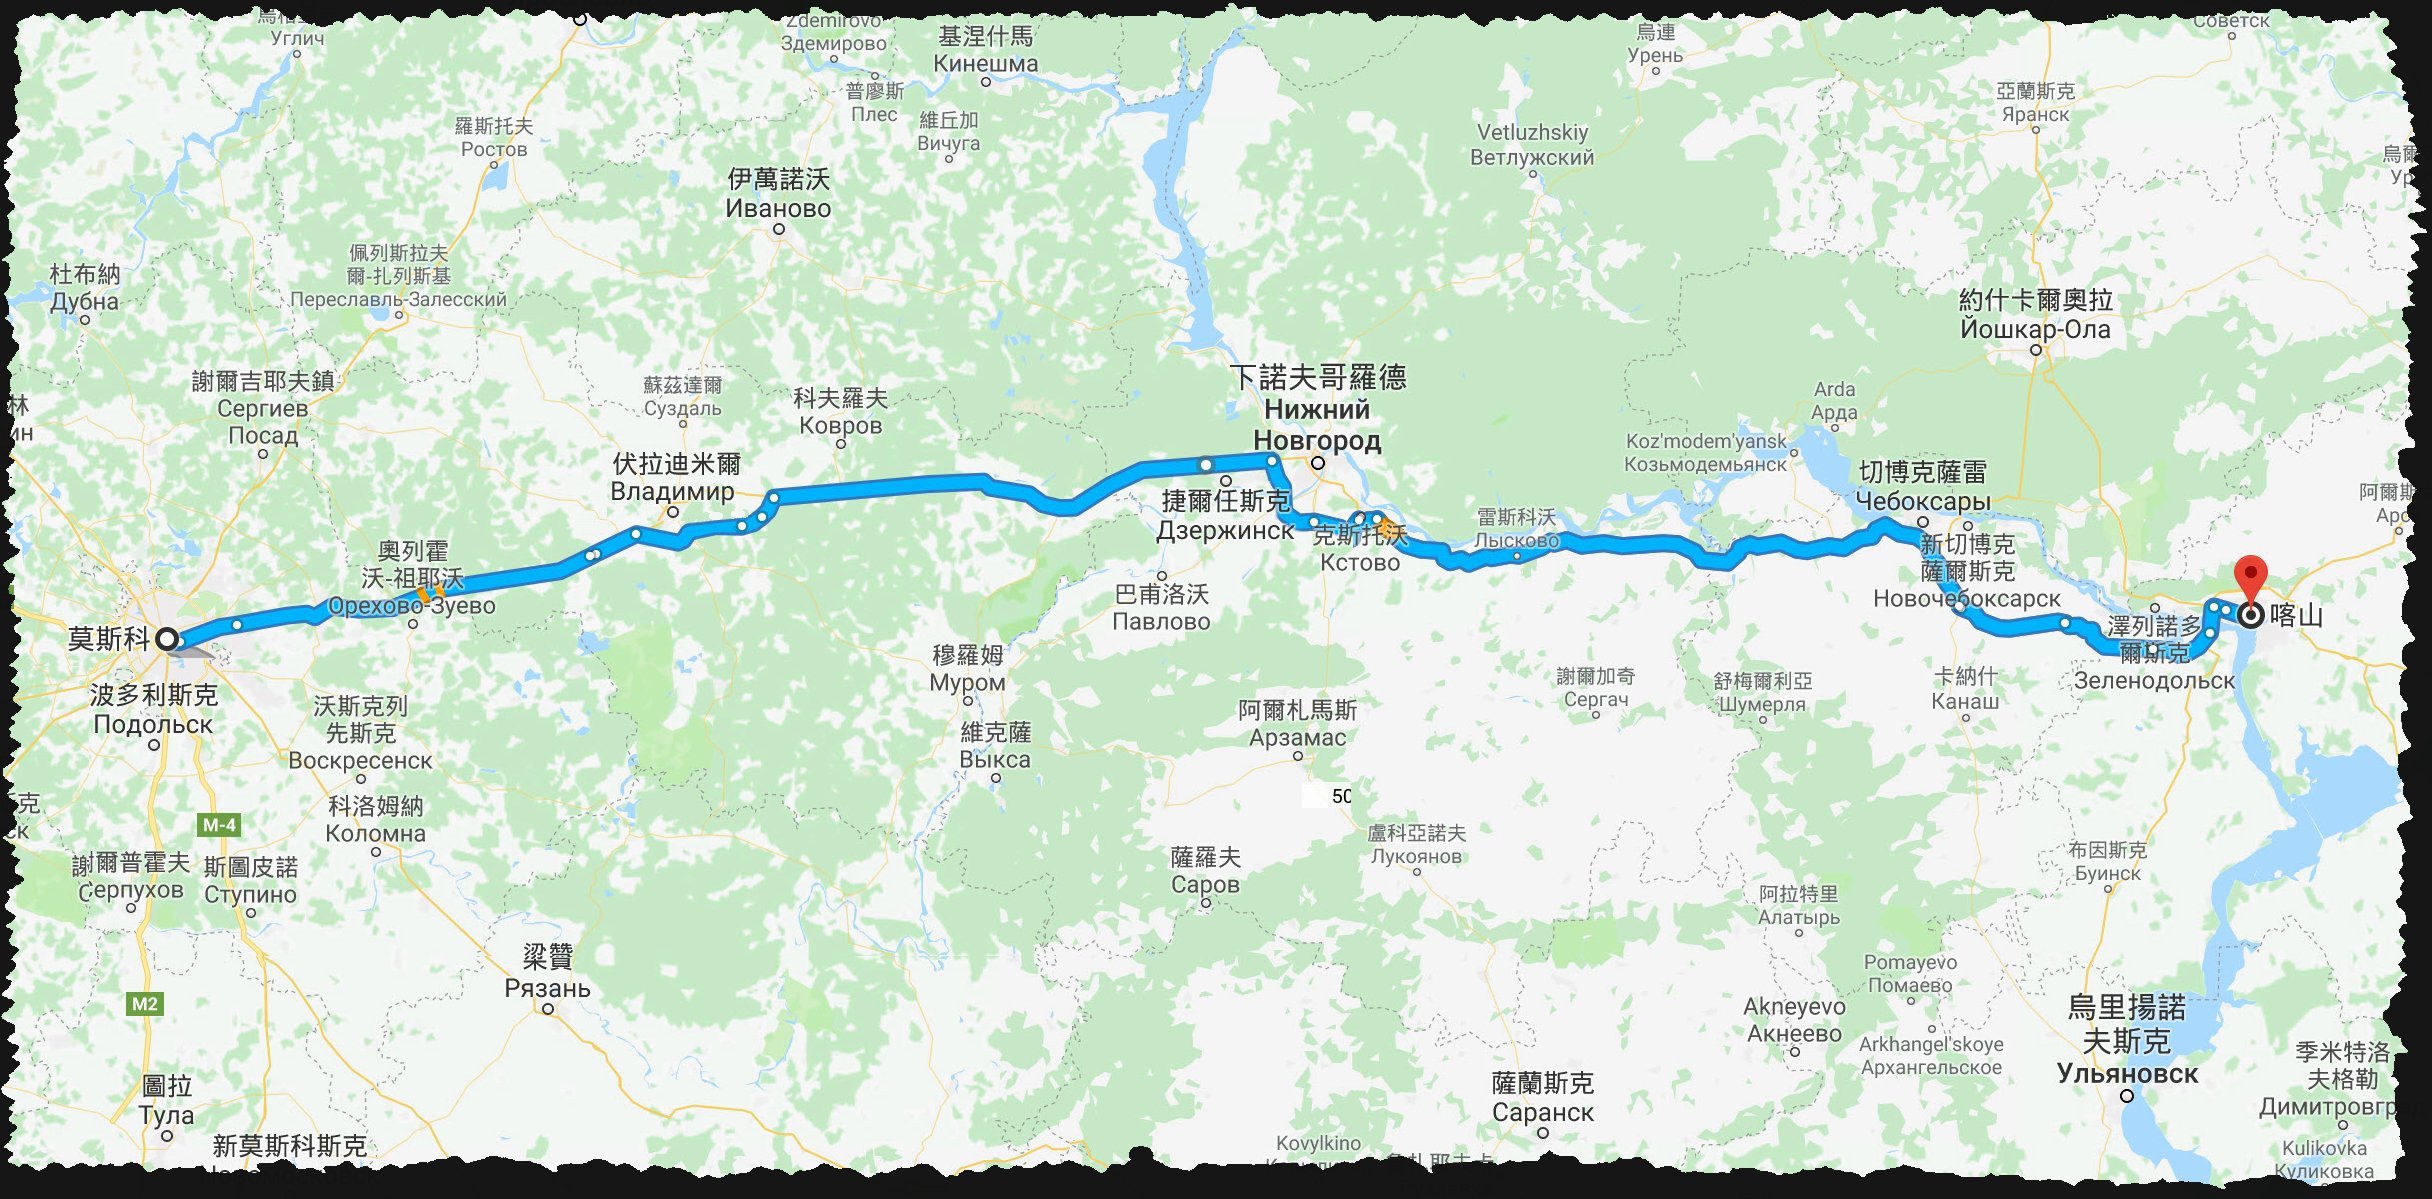 Углич
Zdemirovo
Здемирово
基涅什馬
Кинешма
普廖斯
Плес
維丘加
Вичуга
烏連
Урень
Советск
亞蘭斯克
Яранск
Vetluzhskiy
Ветлужский
羅斯托夫
Ростов
伊萬諾沃
Иваново
佩列斯拉夫
爾-扎列斯基
Переславль-Залесский
杜布納
Дубна
約什卡爾奧拉
Йошкар-Ола
謝爾吉耶夫鎮
Сергиев
Посад
蘇茲達爾
Суздаль
科夫羅夫
Ковров
下諾夫哥羅德
Нижний
Новгород
Arda
Арда
Koz'modem'yansk
Козьмодемьянск
林
ин
伏拉迪米爾
Владимир
捷爾任斯克
Дзержинск
克斯托沃
Кстово
雷斯科沃
Лысково
切博克薩雷
Чебоксары
新切博克
薩爾斯克
Новочебоксарск
阿爾斯
Арс
奧列霍
沃-祖耶沃
Орехово-Зуево
莫斯科
巴甫洛沃
Павлово
澤列諾多
爾斯克
Зеленодольск
喀山
波多利斯克
Подольск
沃斯克列
先斯克
Воскресенск
穆羅姆
Муром
維克薩
Выкса
阿爾札馬斯
Арзамас
謝爾加奇
Сергач
舒梅爾利亞
Шумерля
卡納什
Канаш
50
M-4
科洛姆納
Коломна
克
ск
謝爾普霍夫
Серпухов
斯圖皮諾
Ступино
薩羅夫
Саров
盧科亞諾夫
Лукоянов
阿拉特里
Алатырь
布因斯克
Буинск
梁贊
Рязань
M2
Pomayevo
Помаево
Akneyevo
Акнеево
Arkhangel'skoye
Архангельское
烏里揚諾
夫斯克
Ульяновск
季米特洛
夫格勒
Димитровгр
圖拉
Тула
新莫斯科斯克
薩蘭斯克
Саранск
Kovylkino
Kulikovka
Куликовка